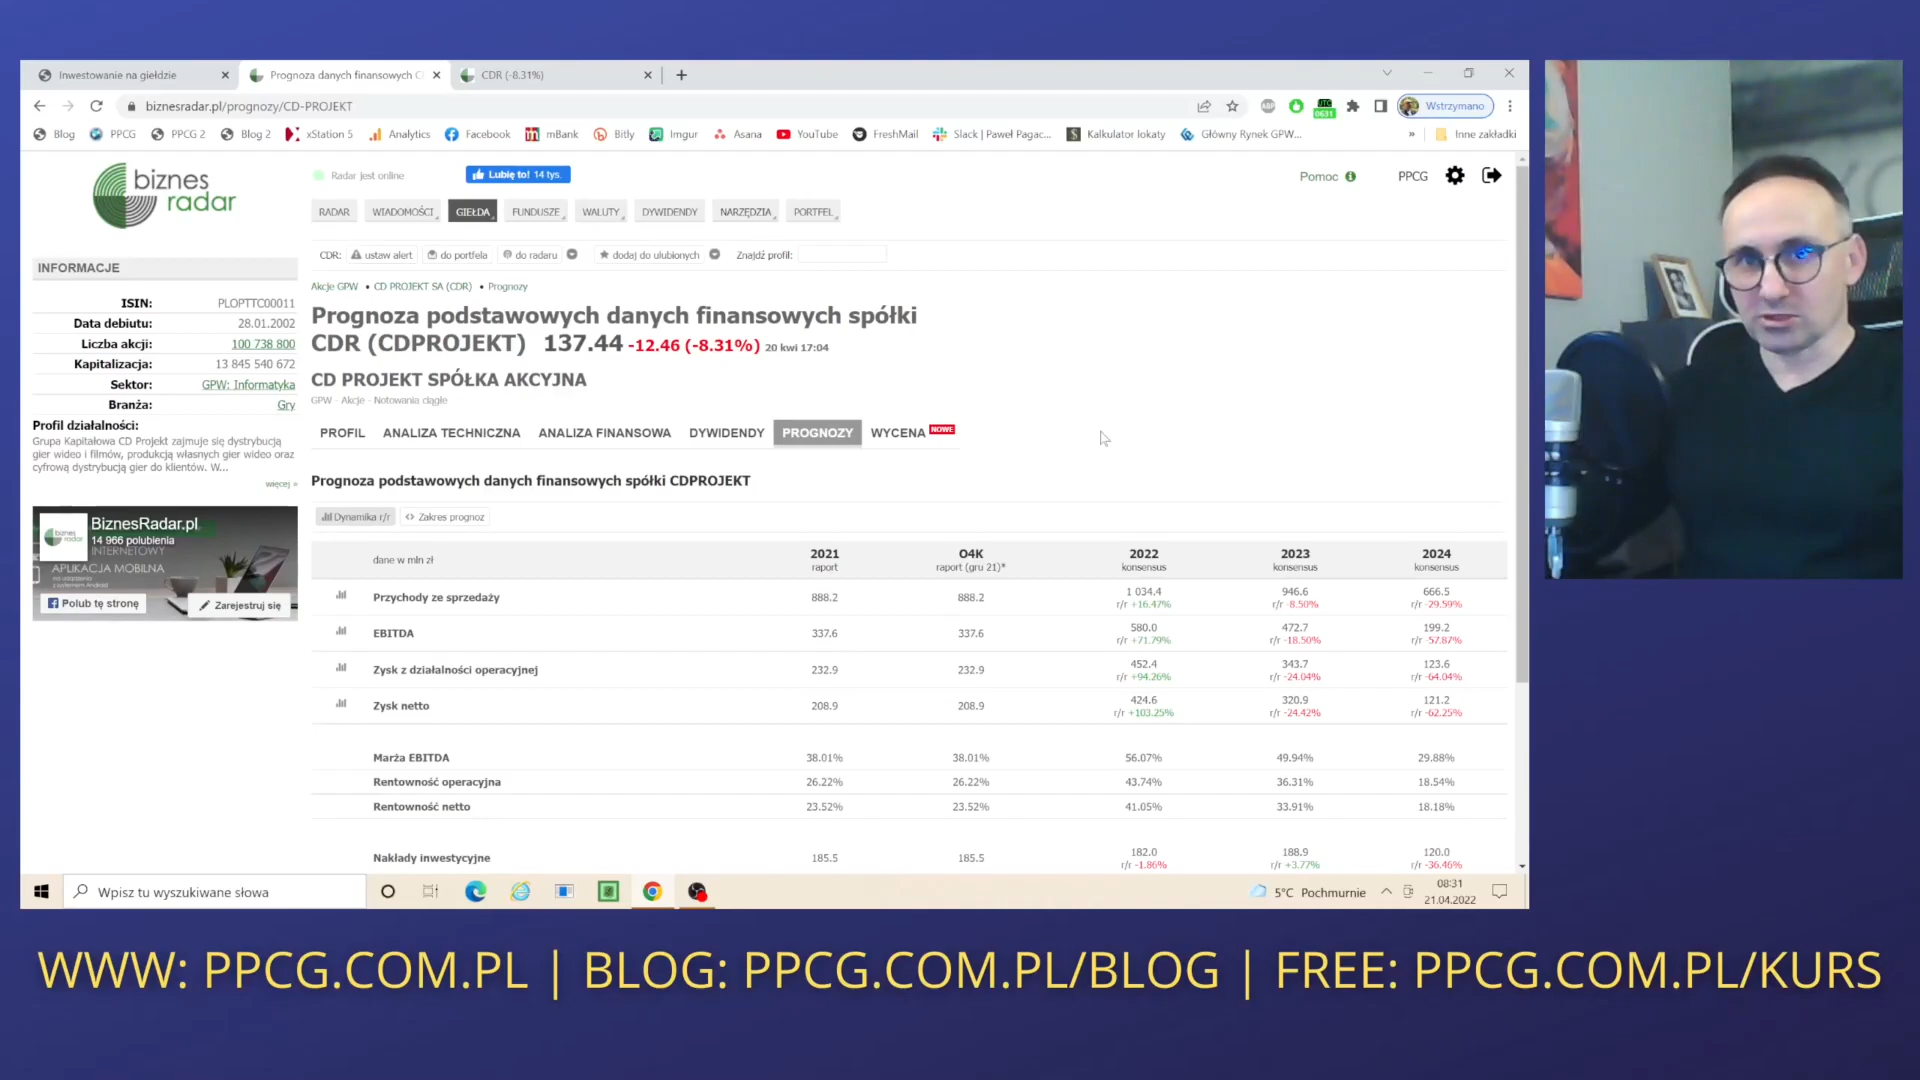 Inwestowanie na giełdzie
Prognoza danych finansowych C
CDR (-8.31%)
biznesradar.pl/prognozy/CD-PROJEKT
Wstrzymano
Blog PPCG PPCG 2 Blog 2 xStation 5 Analytics Facebook mBank Bitly Imgur Asana YouTube FreshMail Slack | Paweł Pagac... Kalkulator lokaty Główny Rynek GPW... » Inne zakładki
biznes
radar
Radar jest online
Lubię to! 14 tys.
Pomoc
PPCG
RADAR WIADOMOŚCI GIEŁDA FUNDUSZE WALUTY DYWIDENDY NARZĘDZIA PORTFEL
CDR: ustaw alert do portfela do radaru dodaj do ulubionych Znajdź profil:
INFORMACJE
ISIN: PLOPTTC00011
Data debiutu: 28.01.2002
Liczba akcji: 100 738 800
Kapitalizacja: 13 845 540 672
Sektor: GPW: Informatyka
Branża: Gry
Profil działalności:
Grupa Kapitałowa CD Projekt zajmuje się dystrybucją
gier wideo i filmów, produkcją własnych gier wideo oraz
cyfrową dystrybucją gier do klientów. W...
więcej »
BiznesRadar.pl
14 966 polubienia
INTERNETOWY
APLIKACJA MOBILNA
Polub tę stronę
Zarejestruj się
Akcje GPW • CD PROJEKT SA (CDR) • Prognozy
Prognoza podstawowych danych finansowych spółki
CDR (CDPROJEKT) 137.44 -12.46 (-8.31%) 20 kwi 17:04
CD PROJEKT SPÓŁKA AKCYJNA
GPW - Akcje - Notowania ciągłe
PROFIL ANALIZA TECHNICZNA ANALIZA FINANSOWA DYWIDENDY PROGNOZY WYCENA NOWE
Prognoza podstawowych danych finansowych spółki CDPROJEKT
Dynamika r/r <> Zakres prognoz
dane w mln zł
2021 O4K 2022 2023 2024
raport raport (gru 21)* konsensus konsensus konsensus
Przychody ze sprzedaży 888.2 888.2 1 034.4 946.6 666.5
r/r +16.47% r/r -8.50% r/r -29.59%
EBITDA 337.6 337.6 580.0 472.7 199.2
r/r +71.79% r/r -18.50% r/r -57.87%
Zysk z działalności operacyjnej 232.9 232.9 452.4 343.7 123.6
r/r +94.26% r/r -24.04% r/r -64.04%
Zysk netto 208.9 208.9 424.6 320.9 121.2
r/r +103.25% r/r -24.42% r/r -62.25%
Marża EBITDA 38.01% 38.01% 56.07% 49.94% 29.88%
Rentowność operacyjna 26.22% 26.22% 43.74% 36.31% 18.54%
Rentowność netto 23.52% 23.52% 41.05% 33.91% 18.18%
Nakłady inwestycyjne 185.5 185.5 182.0 188.9 120.0
r/r -1.86% r/r +3.77% r/r -36.46%
Wpisz tu wyszukiwane słowa
5°C Pochmurnie
08:31
21.04.2022
WWW: PPCG.COM.PL | BLOG: PPCG.COM.PL/BLOG | FREE: PPCG.COM.PL/KURS